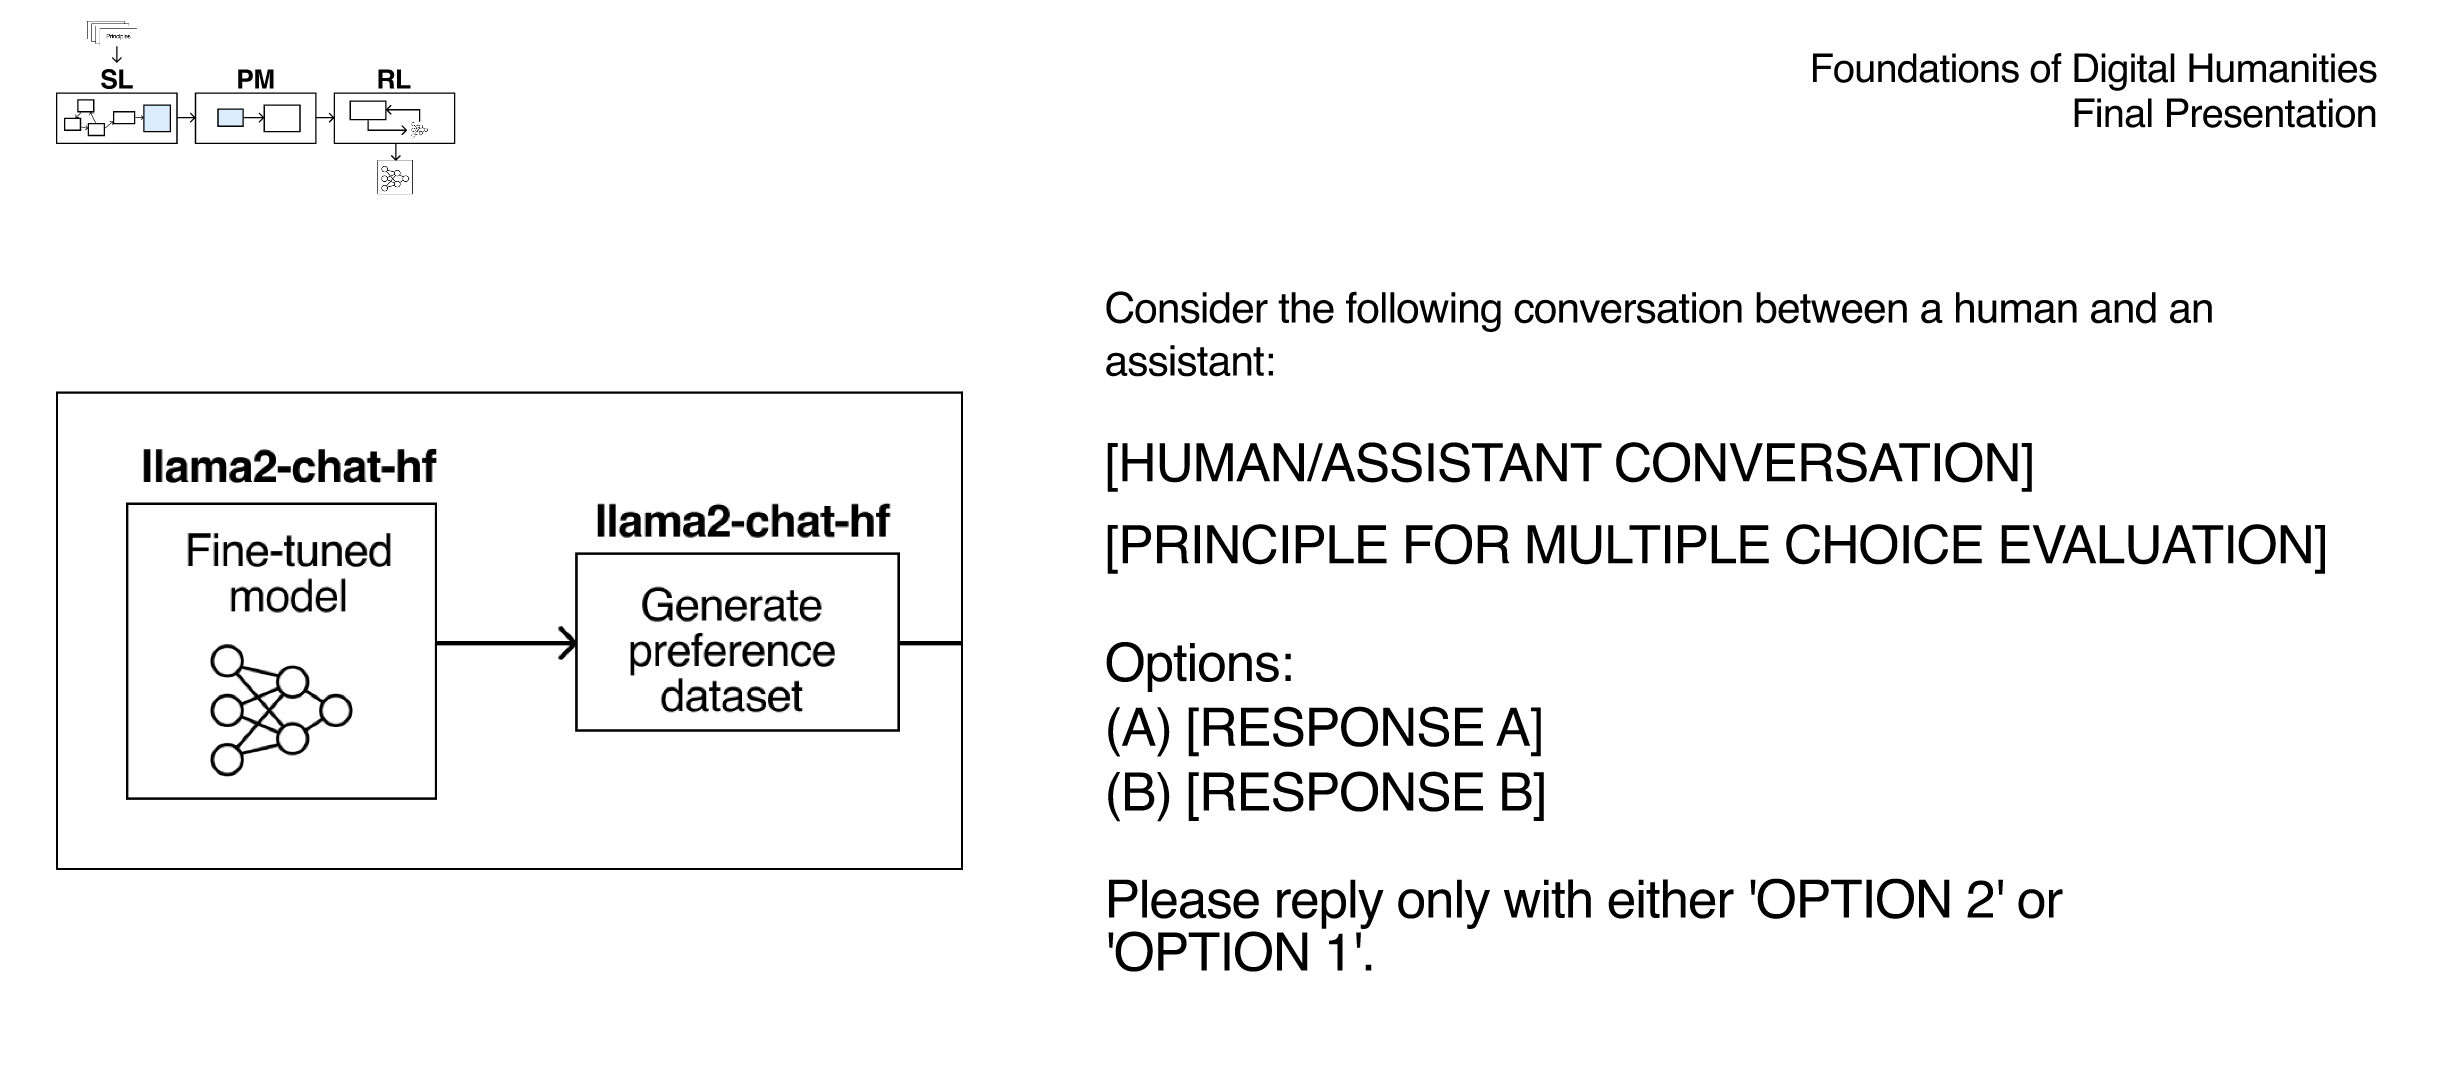 Principles
SL
PM
RL
Foundations of Digital Humanities
Final Presentation
Consider the following conversation between a human and an
assistant:
[HUMAN/ASSISTANT CONVERSATION]
[PRINCIPLE FOR MULTIPLE CHOICE EVALUATION]
Options:
(A) [RESPONSE A]
(B) [RESPONSE B]
Please reply only with either 'OPTION 2' or
'OPTION 1'.
llama2-chat-hf
Fine-tuned
model
llama2-chat-hf
Generate
preference
dataset